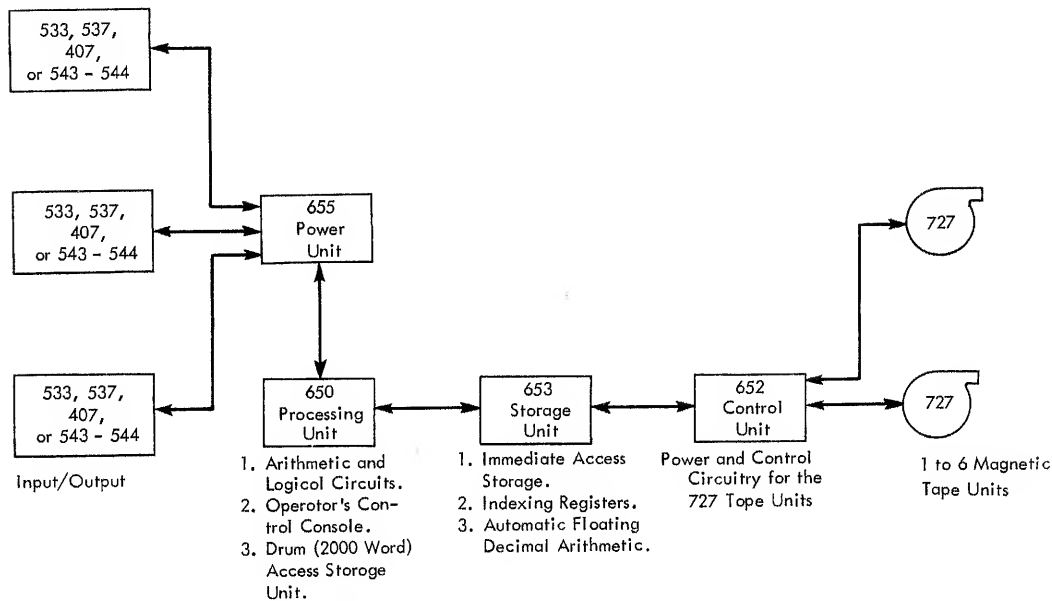 533, 537,
407,
or 543 - 544
533, 537,
407,
or 543 - 544
533, 537,
407,
or 543 - 544
Input/Output
655
Power
Unit
650
Processing
Unit
1. Arithmetic and
Logicol Circuits.
2. Operotor's Con-
trol Console.
3. Drum (2000 Word)
Access Storoge
Unit.
653
Storage
Unit
1. Immediate Access
Storage.
2. Indexing Registers.
3. Automatic Floating
Decimal Arithmetic.
652
Control
Unit
Power and Control
Circuitry for the
727 Tape Units
727
727
1 to 6 Magnetic
Tape Units